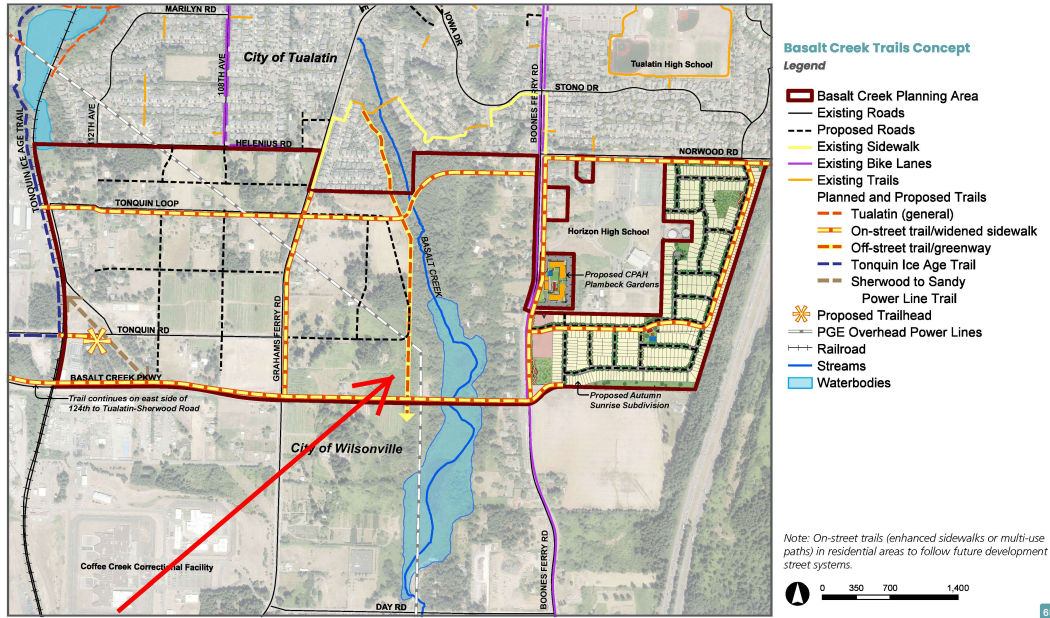 MARILYN RD
IOWA DR
City of Tualatin
108TH AVE
BOONES FERRY RD
Tualatin High School
STONO DR
112TH AVE
TONQUIN ICE AGE TRAIL
HELENIUS RD
NORWOOD RD
TONQUIN LOOP
BASALT CREEK
Horizon High School
Proposed CPAH
Plambeck Gardens
GRAHAMS FERRY RD
TONQUIN RD
BASALT CREEK PKWY
Trail continues on east side of
124th to Tualatin-Sherwood Road
Proposed Autumn
Sunrise Subdivision
City of Wilsonville
BOONES FERRY RD
Coffee Creek Correctional Facility
DAY RD
Basalt Creek Trails Concept
Legend
Basalt Creek Planning Area
Existing Roads
Proposed Roads
Existing Sidewalk
Existing Bike Lanes
Existing Trails
Planned and Proposed Trails
Tualatin (general)
On-street trail/widened sidewalk
Off-street trail/greenway
Tonquin Ice Age Trail
Sherwood to Sandy
Power Line Trail
Proposed Trailhead
PGE Overhead Power Lines
Railroad
Streams
Waterbodies
Note: On-street trails (enhanced sidewalks or multi-use
paths) in residential areas to follow future development
street systems.
0 350 700 1,400
6